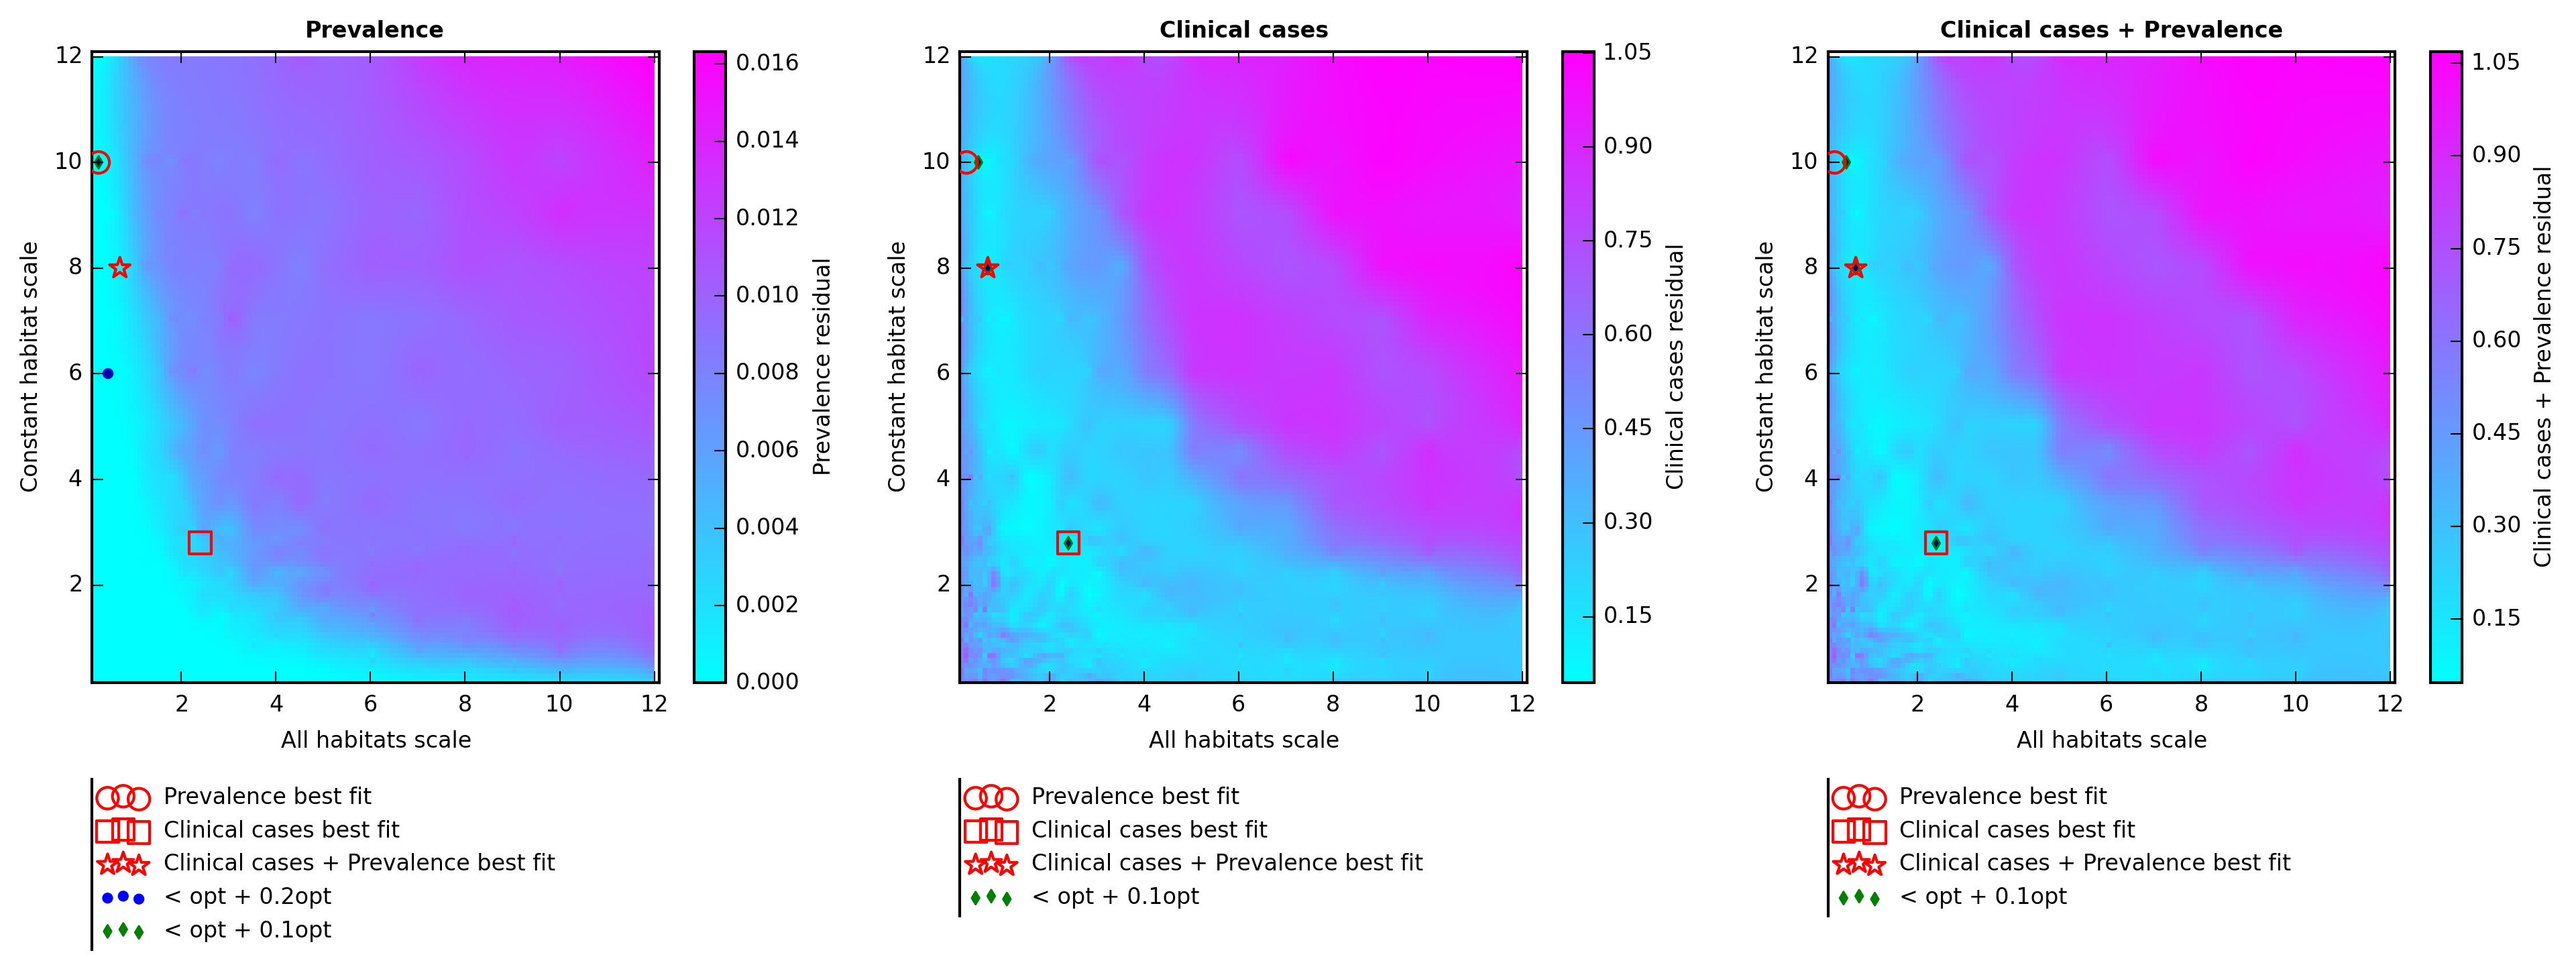 Prevalence
12
10
8
6
4
2
Constant habitat scale
2 4 6 8 10 12
All habitats scale
0.016
0.014
0.012
0.010
0.008
0.006
0.004
0.002
0.000
Prevalence residual
Prevalence best fit
Clinical cases best fit
Clinical cases + Prevalence best fit
< opt + 0.2opt
< opt + 0.1opt
Clinical cases
12
10
8
6
4
2
Constant habitat scale
2 4 6 8 10 12
All habitats scale
1.05
0.90
0.75
0.60
0.45
0.30
0.15
Clinical cases residual
Prevalence best fit
Clinical cases best fit
Clinical cases + Prevalence best fit
< opt + 0.1opt
Clinical cases + Prevalence
12
10
8
6
4
2
Constant habitat scale
2 4 6 8 10 12
All habitats scale
1.05
0.90
0.75
0.60
0.45
0.30
0.15
Clinical cases + Prevalence residual
Prevalence best fit
Clinical cases best fit
Clinical cases + Prevalence best fit
< opt + 0.1opt